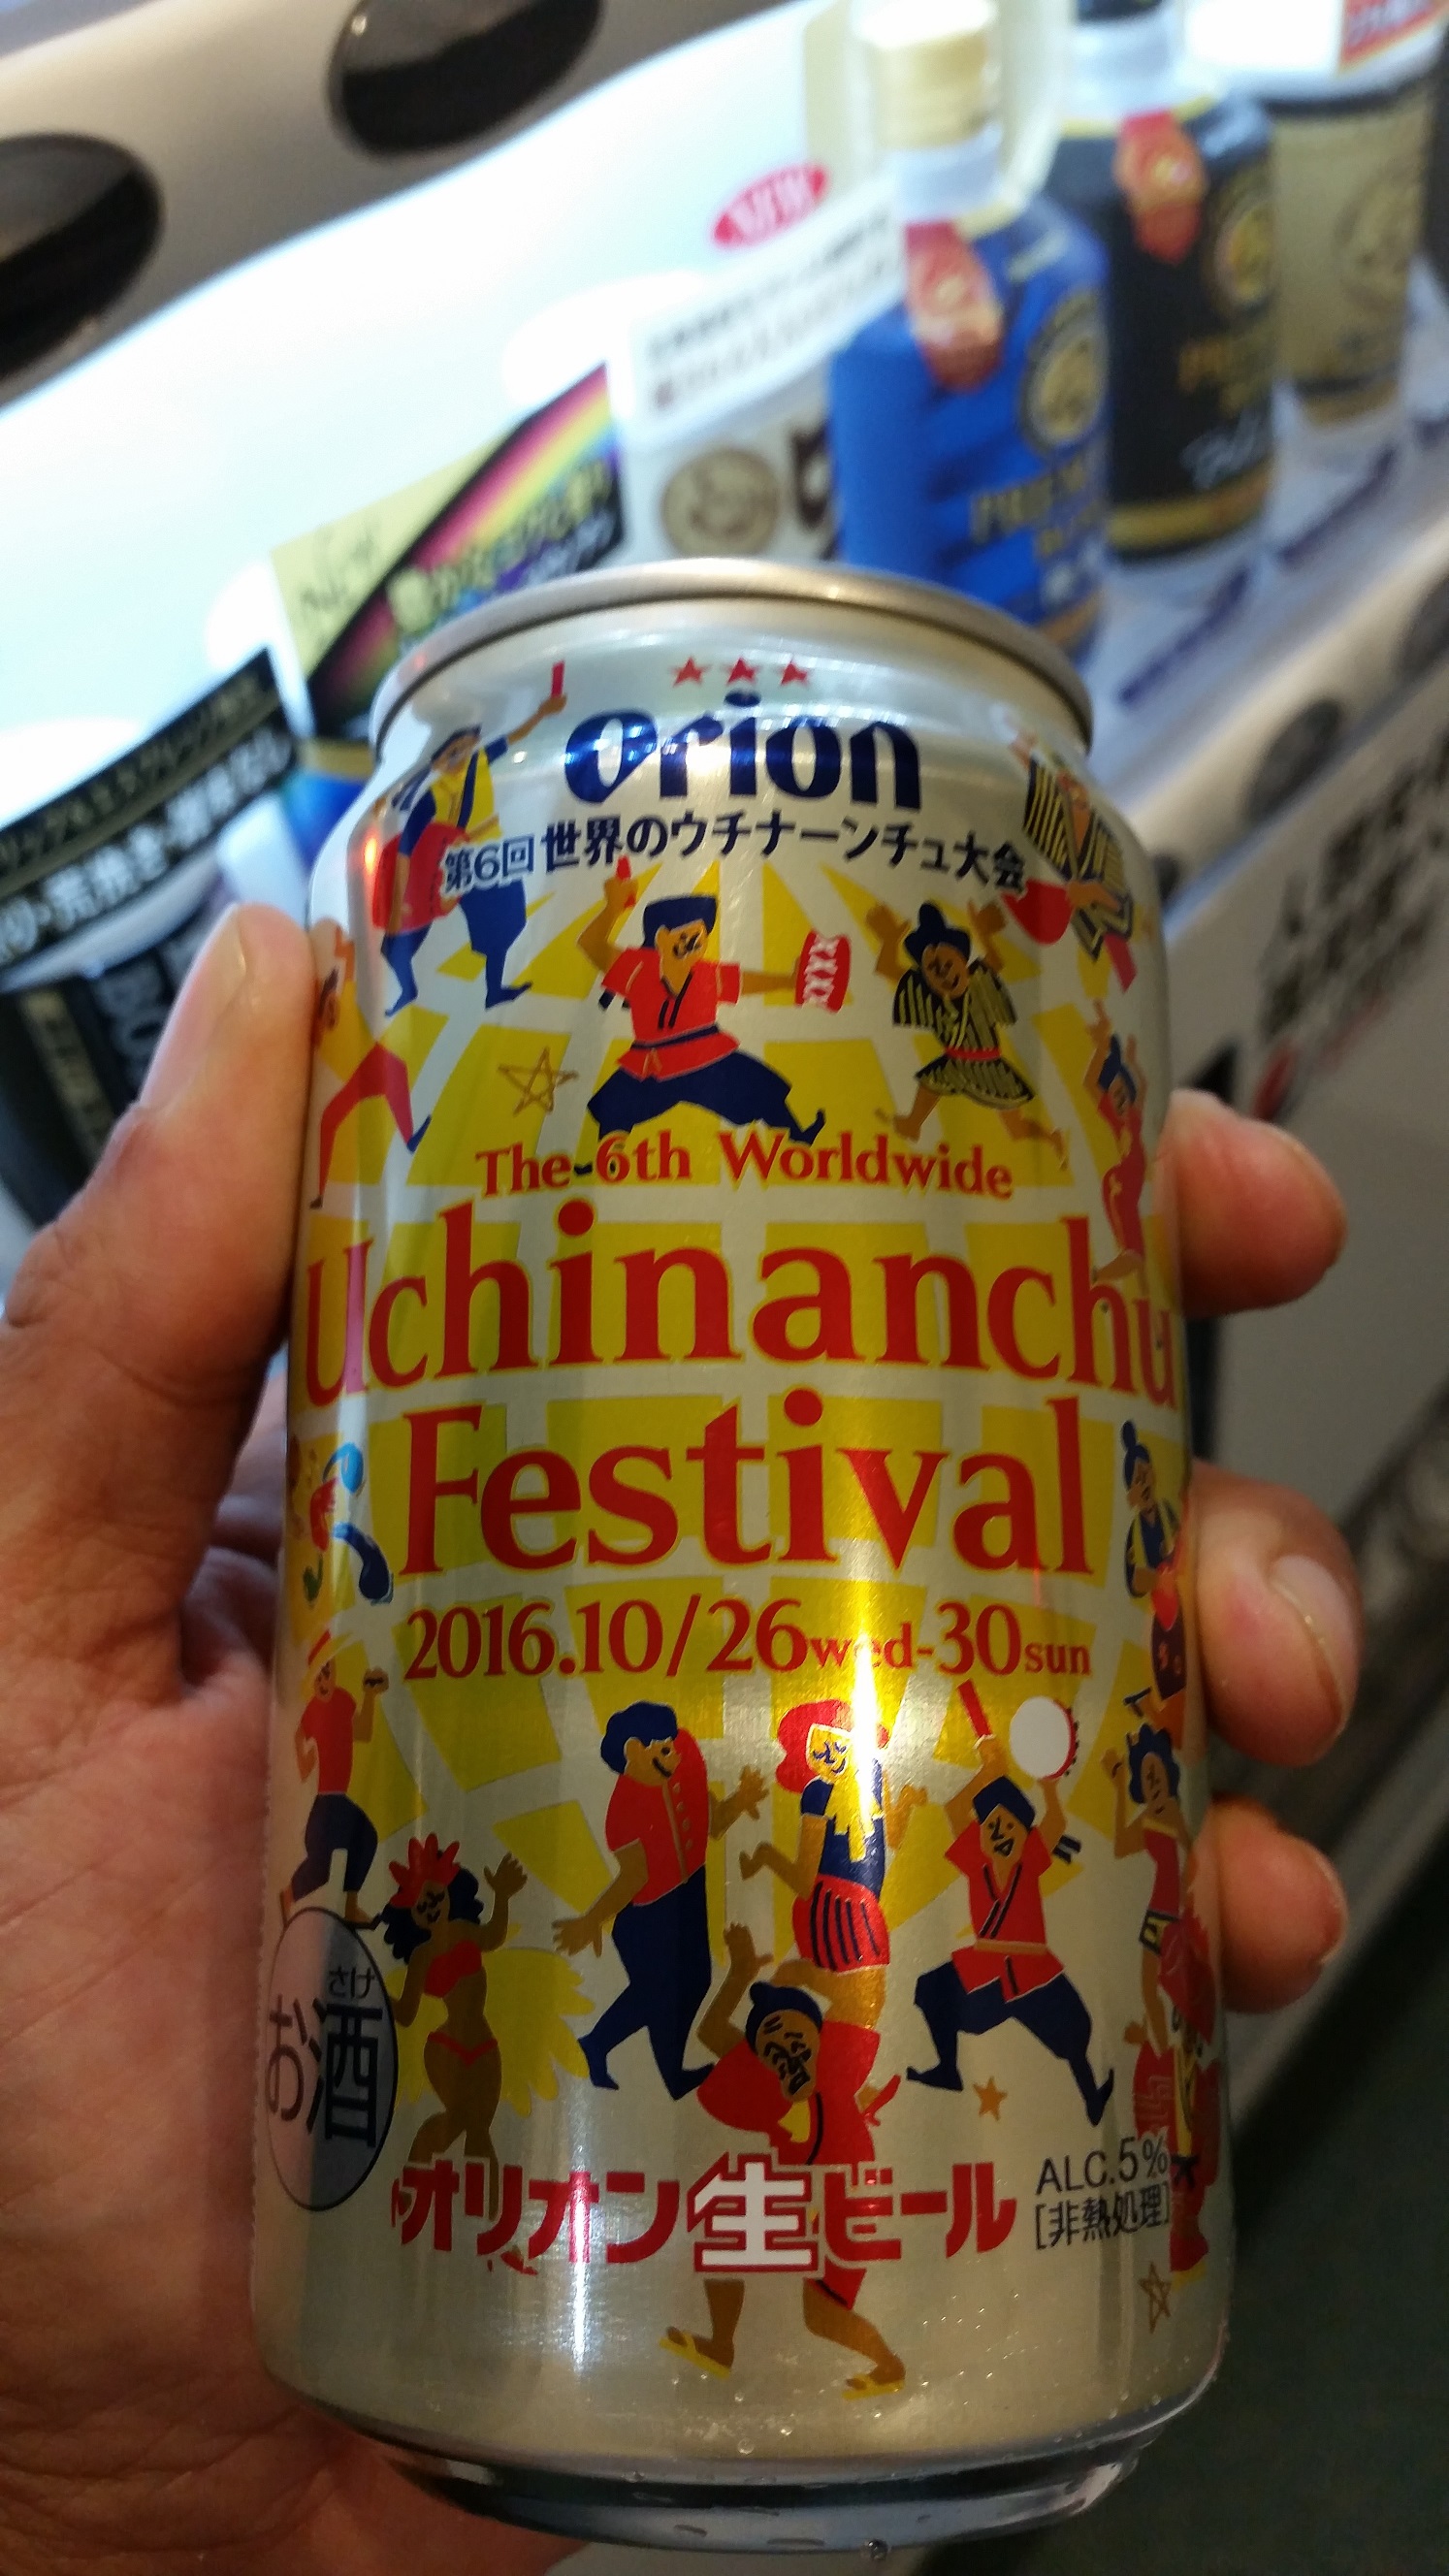 NEW
orion
第6回 世界のウチナーンチュ大会
The 6th Worldwide
Uchinanchu
Festival
2016.10/26wed-30sun
さけ
お酒
オリオン生ビール
ALC.5%
[非熱処理]